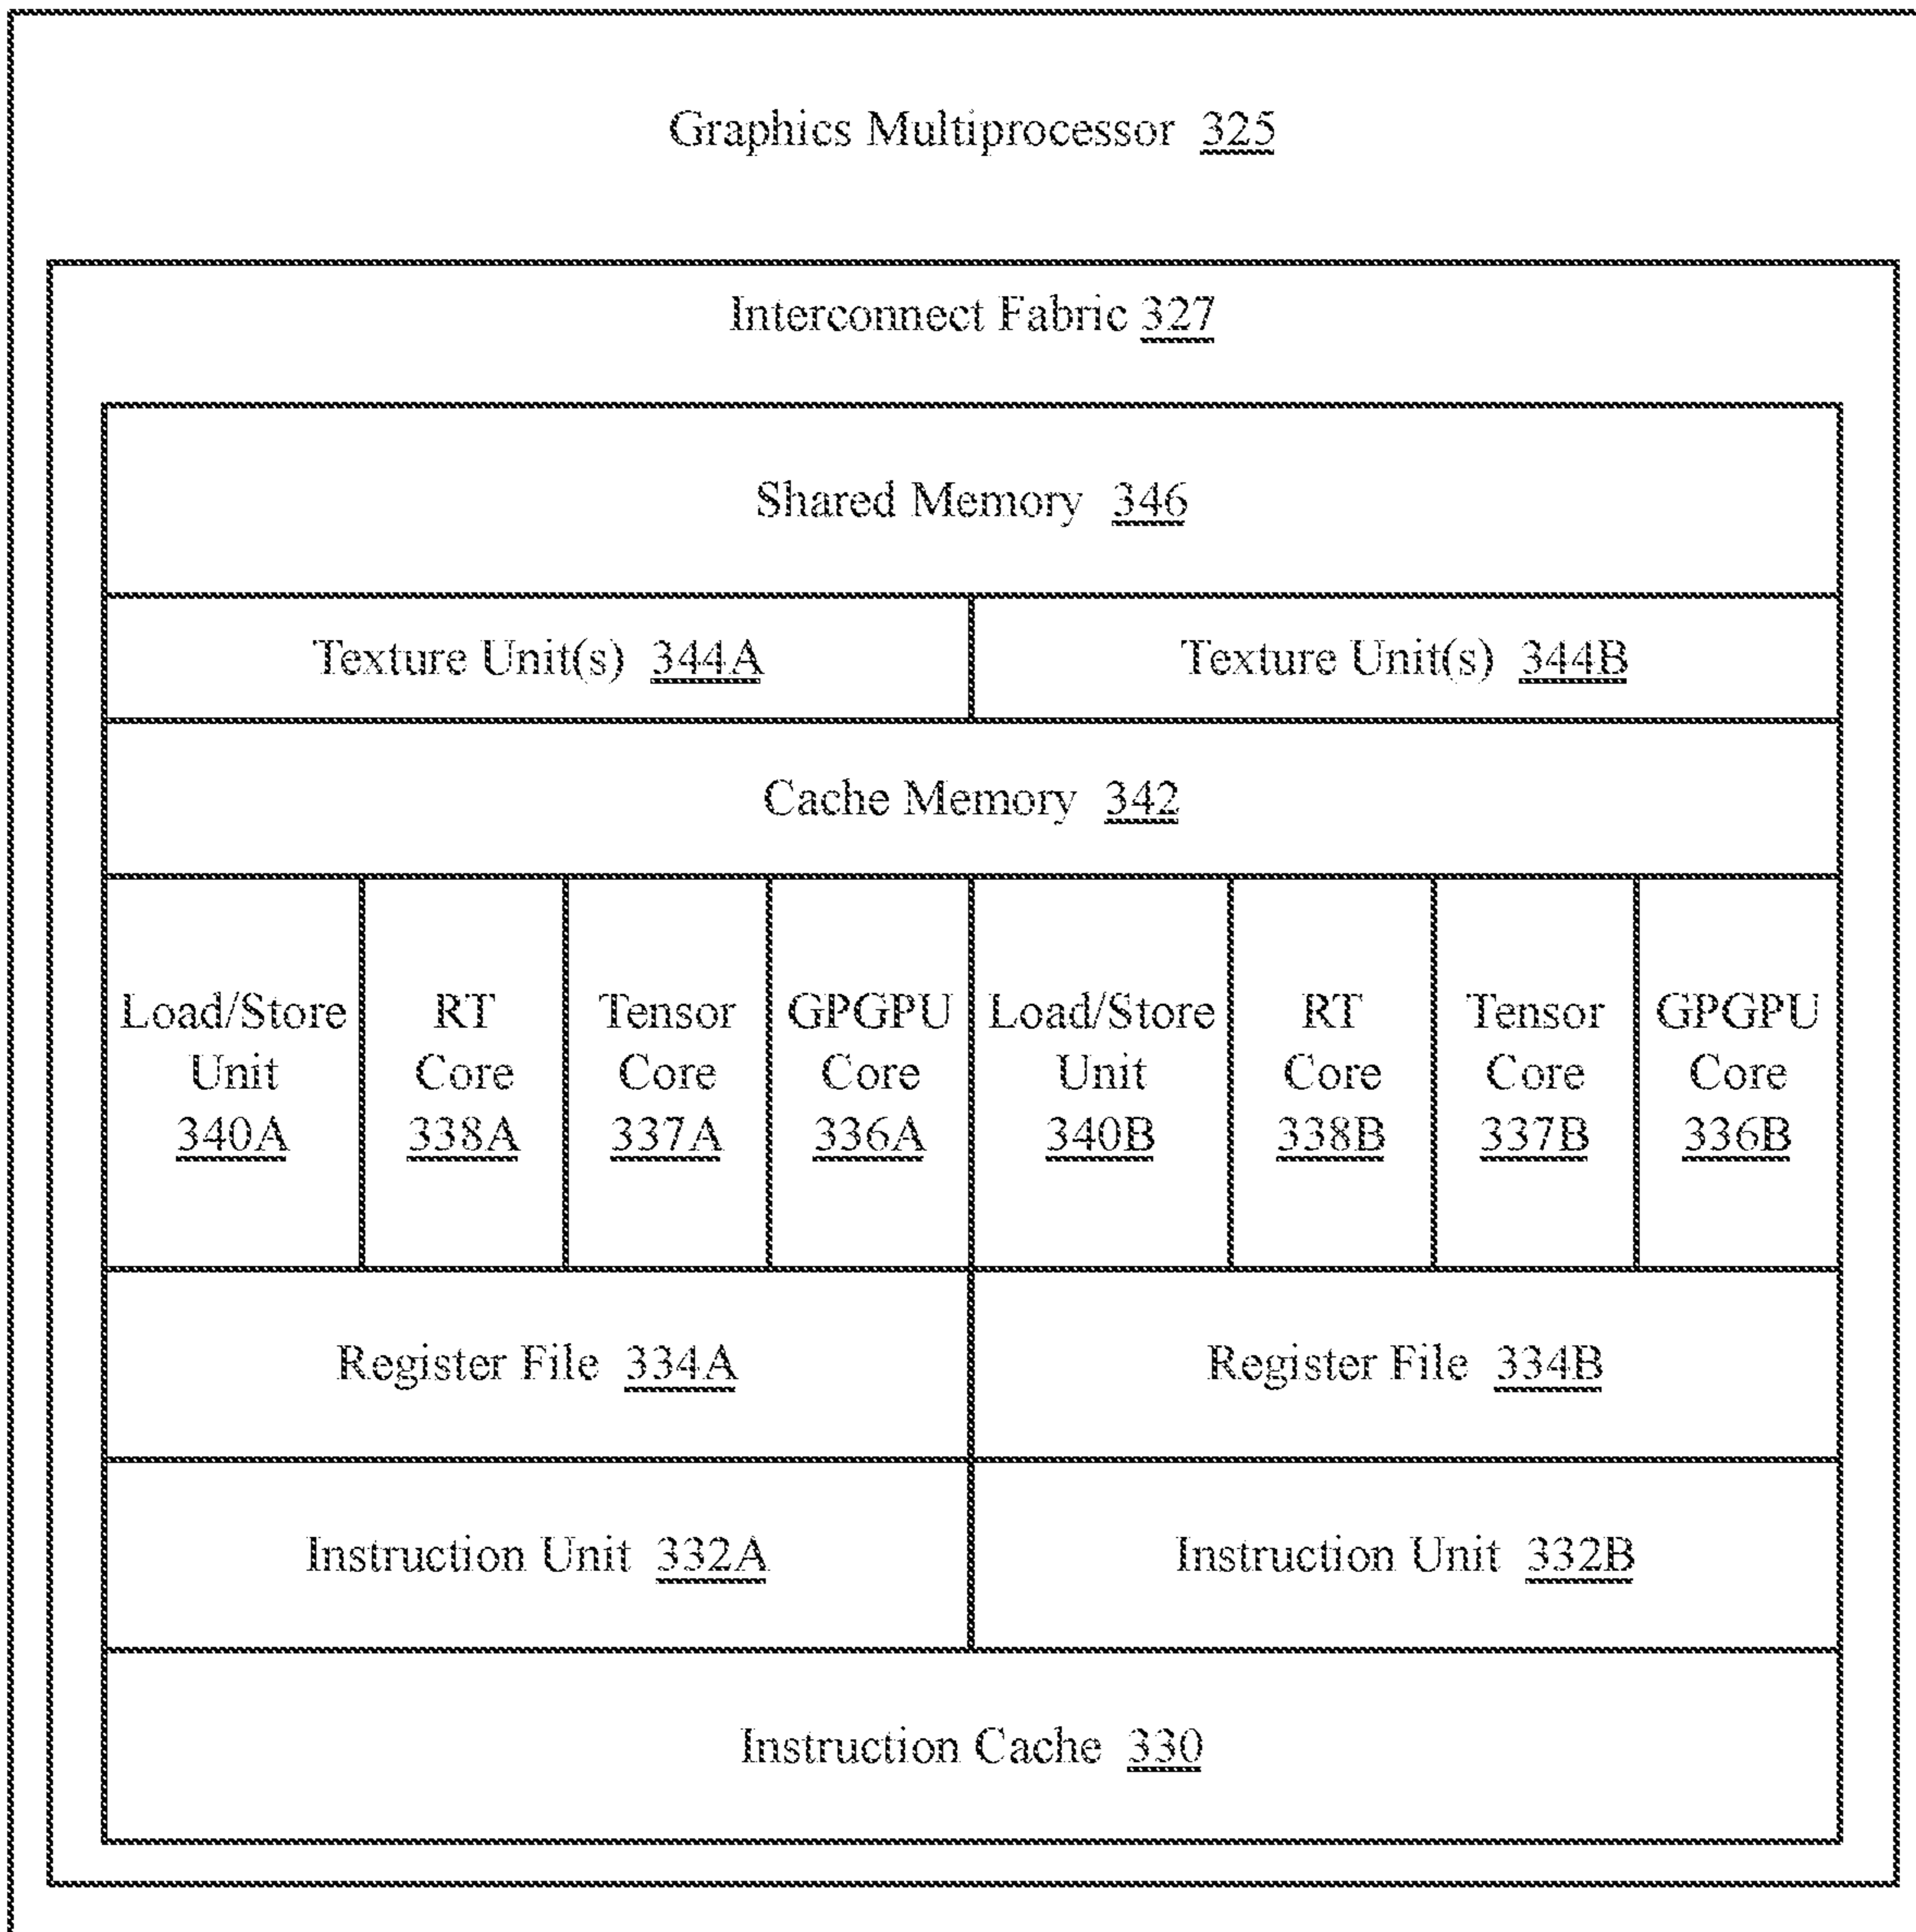 Graphics Multiprocessor 325
Interconnect Fabric 327
Shared Memory 346
Texture Unit(s) 344A
Texture Unit(s) 344B
Cache Memory 342
Load/Store
Unit
340A
RT
Core
338A
Tensor
Core
337A
GPGPU
Core
336A
Load/Store
Unit
340B
RT
Core
338B
Tensor
Core
337B
GPGPU
Core
336B
Register File 334A
Register File 334B
Instruction Unit 332A
Instruction Unit 332B
Instruction Cache 330